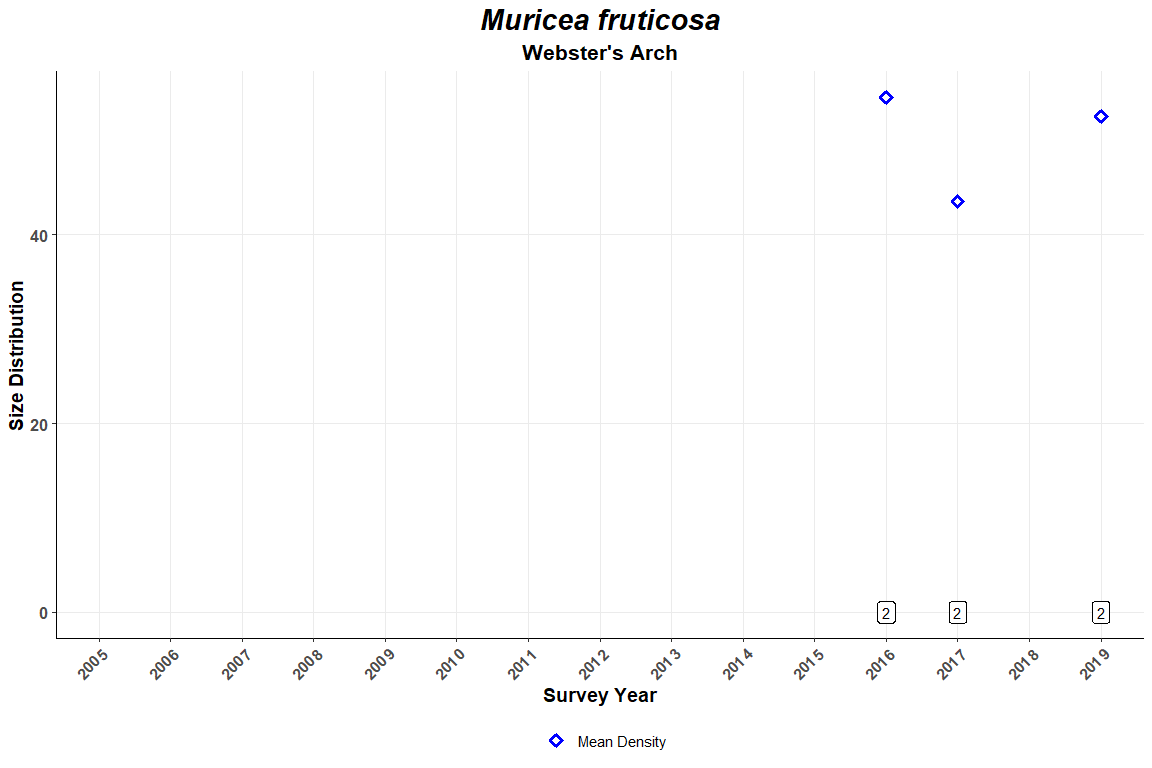 Muricea fruticosa
Webster's Arch
Size Distribution
40
20
0
2 2 2
2005 2006 2007 2008 2009 2010 2011 2012 2013 2014 2015 2016 2017 2018 2019
Survey Year
Mean Density